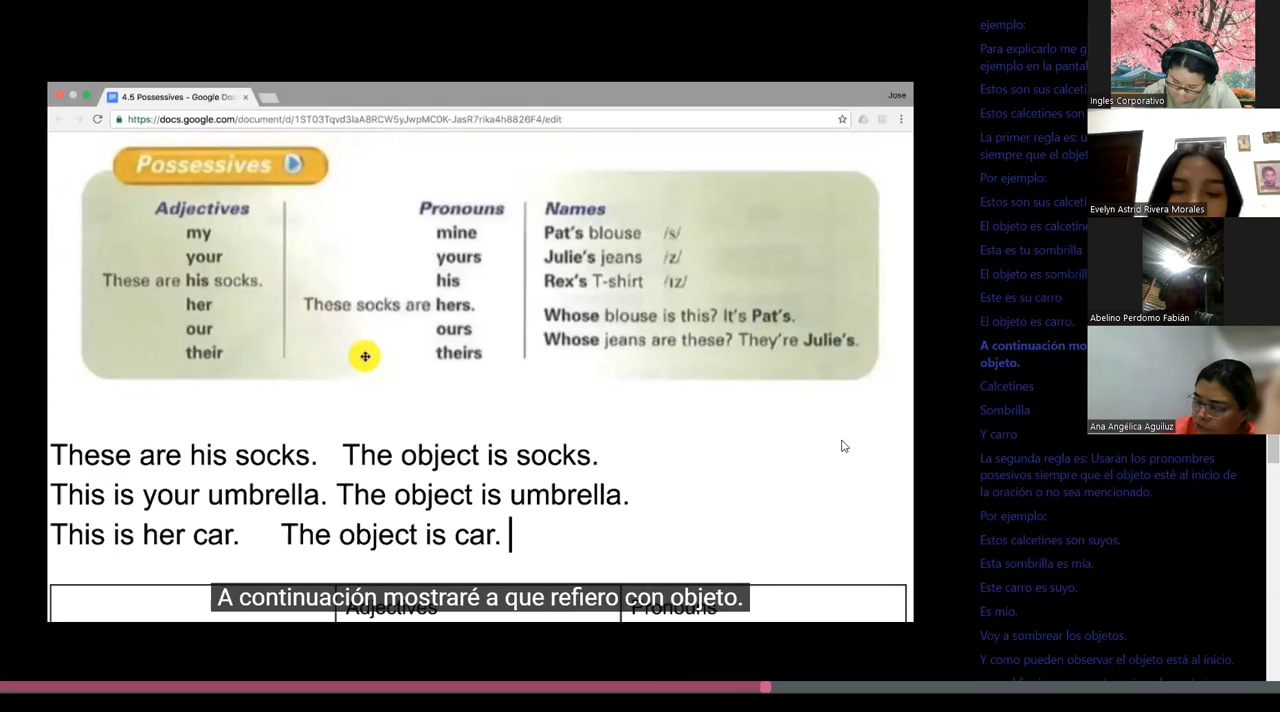 4.5 Possessives - Google Doc
Jose
https://docs.google.com/document/d/1ST03Tqvd3laA8RCW5yJwpMC0K-JasR7rika4h8826F4/edit
Possessives
Adjectives
my
your
These are his socks.
her
our
their
Pronouns
mine
yours
his
These socks are hers.
ours
theirs
Names
Pat's blouse /s/
Julie's jeans /z/
Rex's T-shirt /ɪz/
Whose blouse is this? It's Pat's.
Whose jeans are these? They're Julie's.
These are his socks. The object is socks.
This is your umbrella. The object is umbrella.
This is her car. The object is car.
Adjectives Pronouns
A continuación mostraré a que refiero con objeto.
ejemplo:
Para explicarlo me
ejemplo en la
Estos son sus
Estos calcetines son
La primer regla es:
siempre que el
Por ejemplo:
Estos son sus
El objeto es
Esta es tu sombrilla
El objeto es
Este es su carro
El objeto es carro.
A continuación
objeto.
Calcetines
Sombrilla
Y carro
La segunda regla es: Usarán los pronombres
posesivos siempre que el objeto esté al inicio de
la oración o no sea mencionado.
Por ejemplo:
Estos calcetines son suyos.
Esta sombrilla es mía.
Este carro es suyo.
Es mío.
Voy a sombrear los objetos.
Y como pueden observar el objeto está al inicio.
Ingles Corporativo
Evelyn Astrid Rivera Morales
Abelino Perdomo Fabián
Ana Angélica Aguiluz